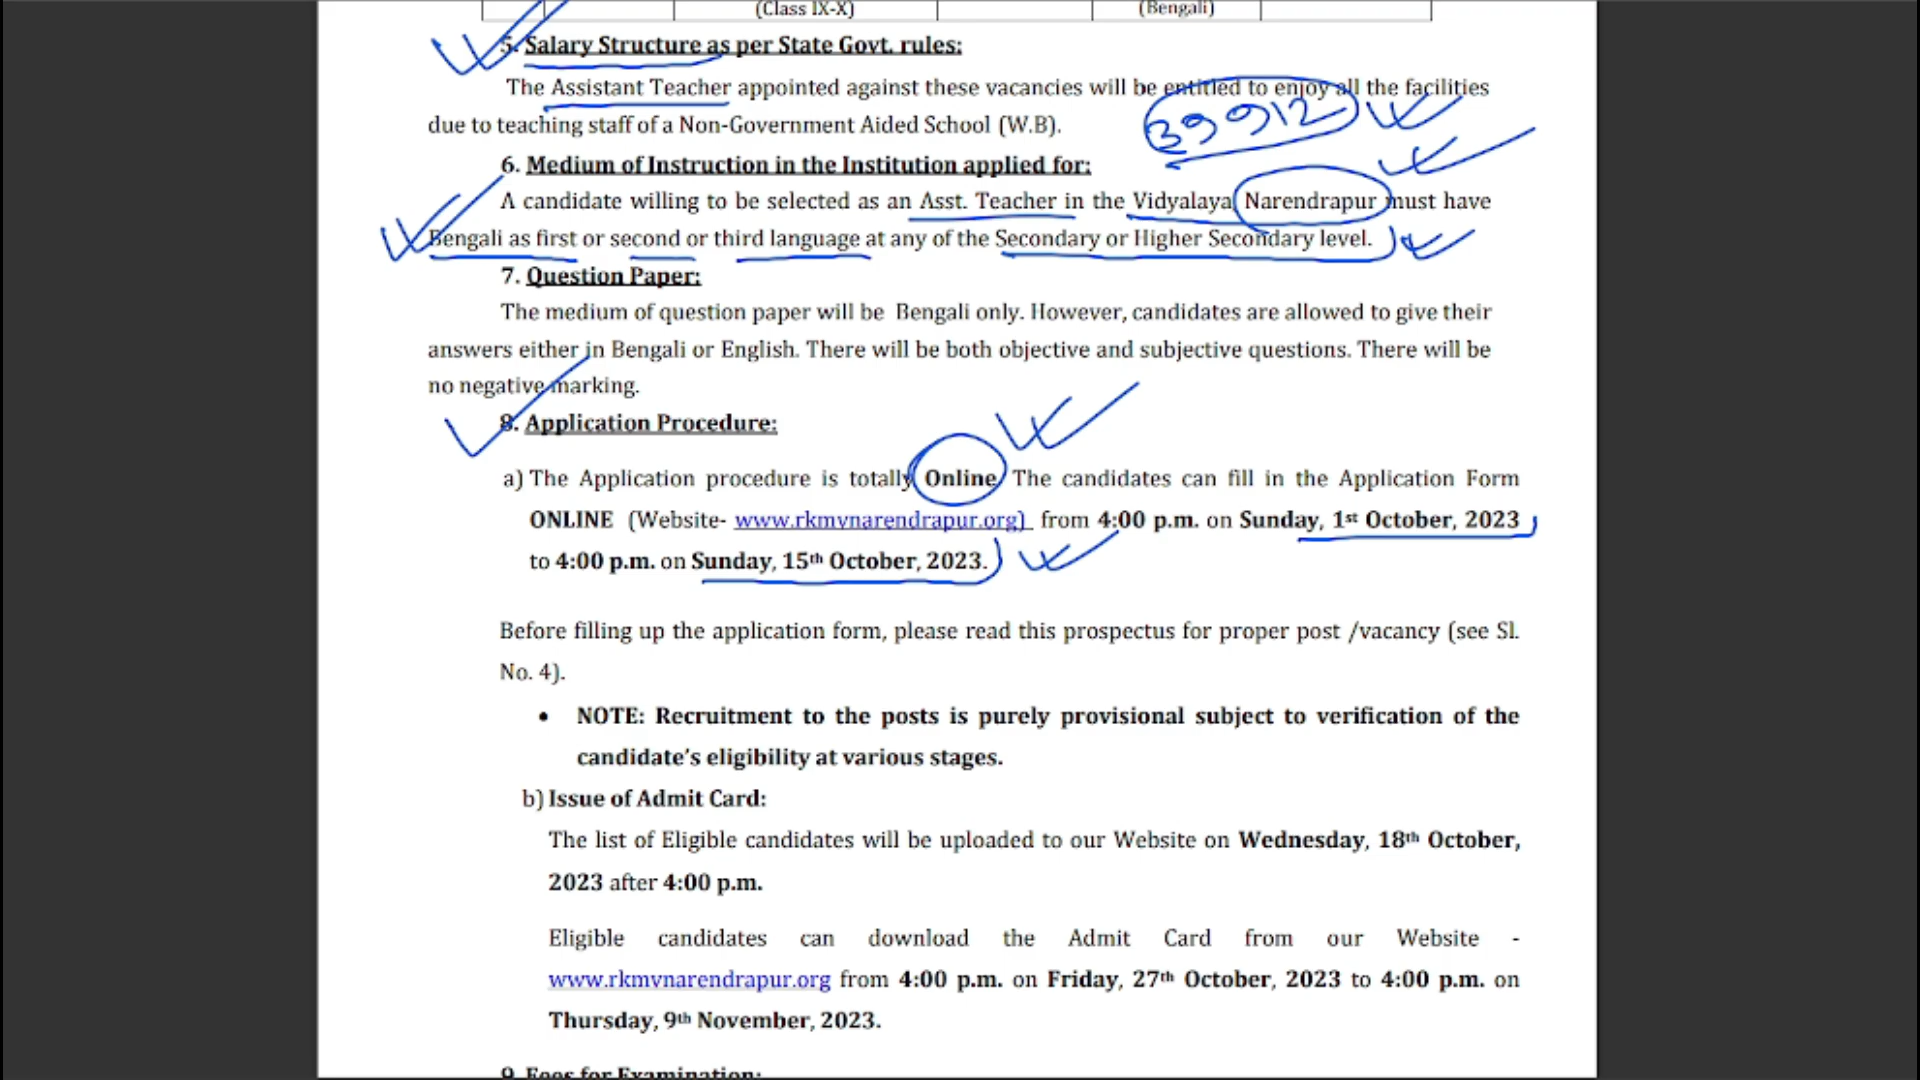 (Class IX-X) (Bengali)
5. Salary Structure as per State Govt. rules:
The Assistant Teacher appointed against these vacancies will be entitled to enjoy all the facilities
due to teaching staff of a Non-Government Aided School (W.B).
39912
6. Medium of Instruction in the Institution applied for:
A candidate willing to be selected as an Asst. Teacher in the Vidyalaya Narendrapur must have
Bengali as first or second or third language at any of the Secondary or Higher Secondary level.
7. Question Paper:
The medium of question paper will be Bengali only. However, candidates are allowed to give their
answers either in Bengali or English. There will be both objective and subjective questions. There will be
no negative marking.
8. Application Procedure:
a) The Application procedure is totally Online The candidates can fill in the Application Form
ONLINE (Website- www.rkmvnarendrapur.org) from 4:00 p.m. on Sunday, 1st October, 2023
to 4:00 p.m. on Sunday, 15th October, 2023.
Before filling up the application form, please read this prospectus for proper post /vacancy (see Sl.
No. 4).
• NOTE: Recruitment to the posts is purely provisional subject to verification of the
candidate's eligibility at various stages.
b) Issue of Admit Card:
The list of Eligible candidates will be uploaded to our Website on Wednesday, 18th October,
2023 after 4:00 p.m.
Eligible candidates can download the Admit Card from our Website -
www.rkmvnarendrapur.org from 4:00 p.m. on Friday, 27th October, 2023 to 4:00 p.m. on
Thursday, 9th November, 2023.
9. Fees for Examination: